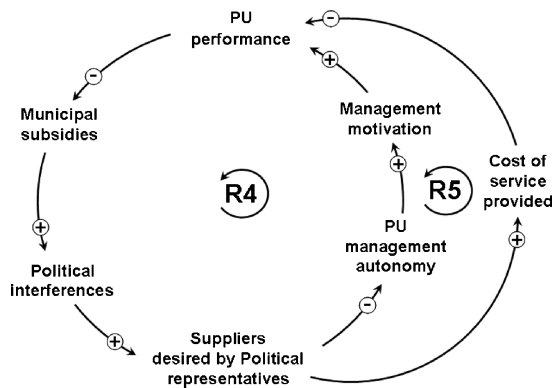 PU
performance
-
-
+
Municipal
subsidies
Management
motivation
+
Cost of
service
provided
R4
R5
+
PU
management
autonomy
+
Political
interferences
-
+
Suppliers
desired by Political
representatives